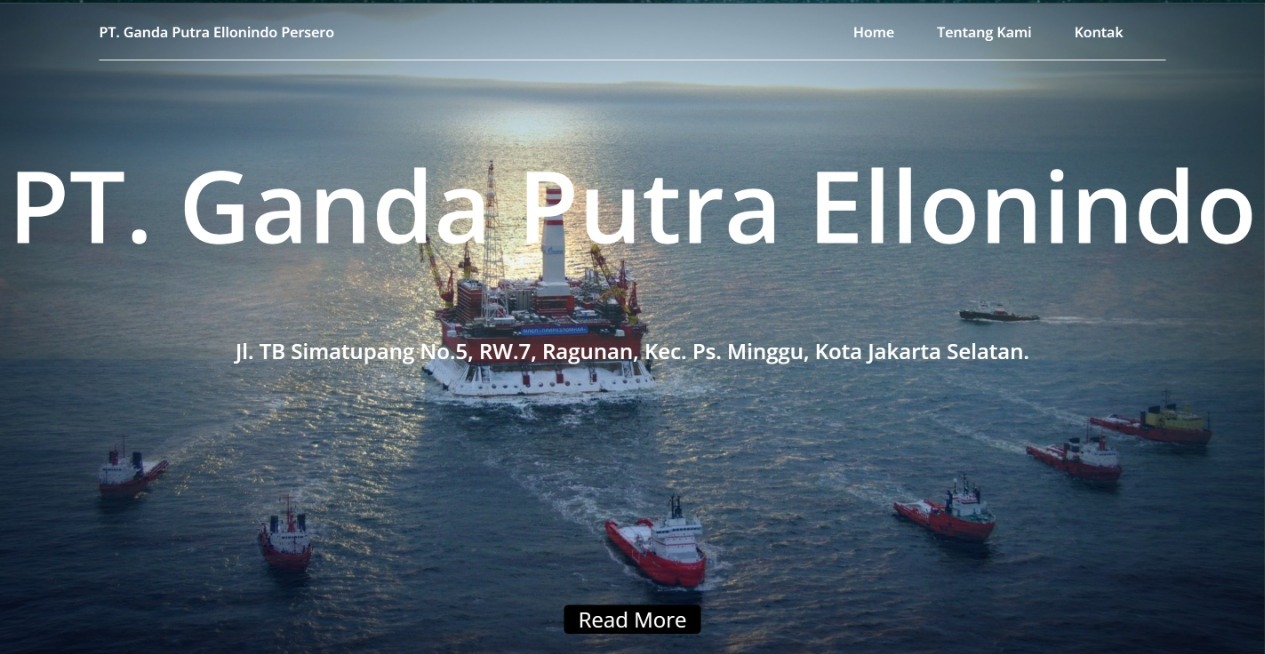 PT. Ganda Putra Ellonindo Persero
Home
Tentang Kami
Kontak
PT. Ganda Putra Ellonindo
Jl. TB Simatupang No.5, RW.7, Ragunan, Kec. Ps. Minggu, Kota Jakarta Selatan.
Read More